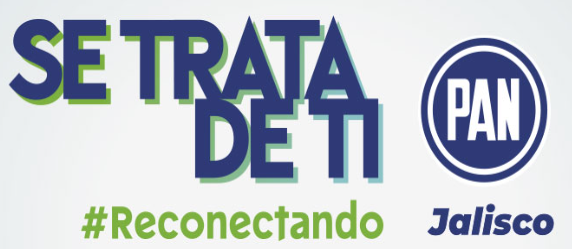 SE TRATA
DE TI
#Reconectando
PAN
Jalisco